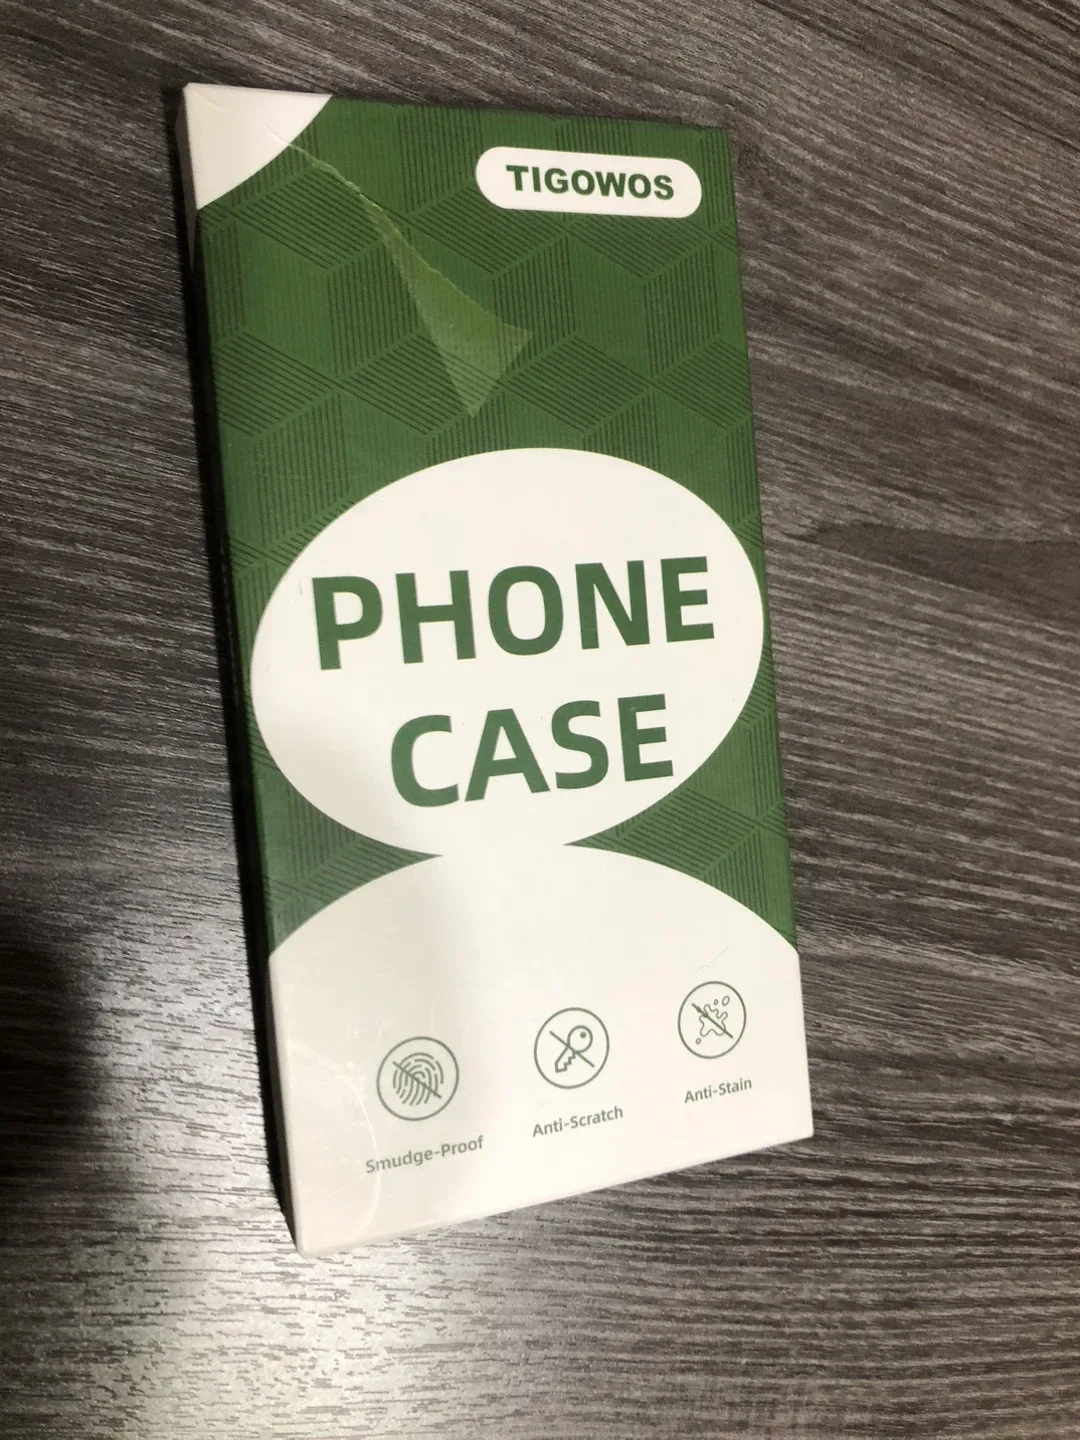 TIGOWOS
PHONE
CASE
Smudge-Proof
Anti-Scratch
Anti-Stain